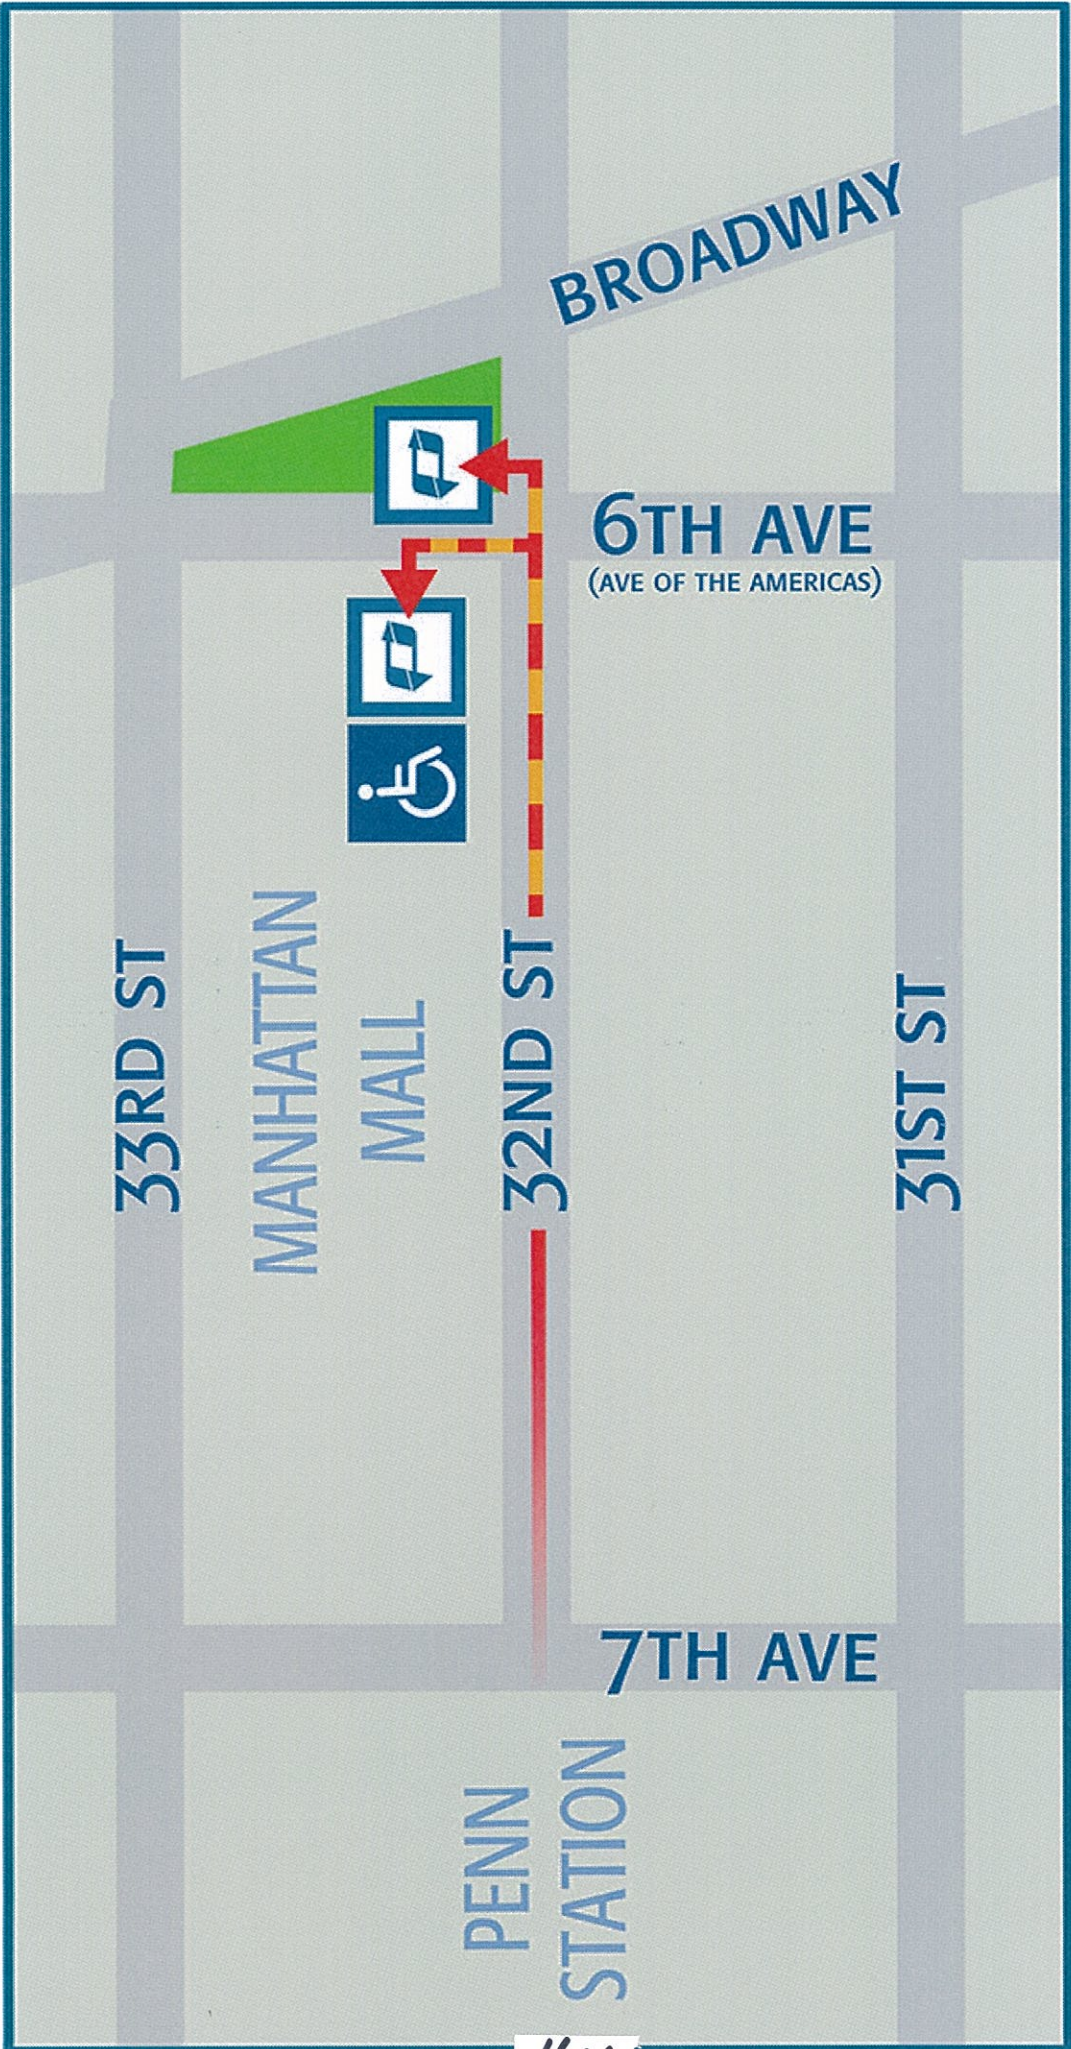 BROADWAY
6TH AVE
(AVE OF THE AMERICAS)
33RD ST
MANHATTAN
MALL
32ND ST
31ST ST
7TH AVE
PENN
STATION